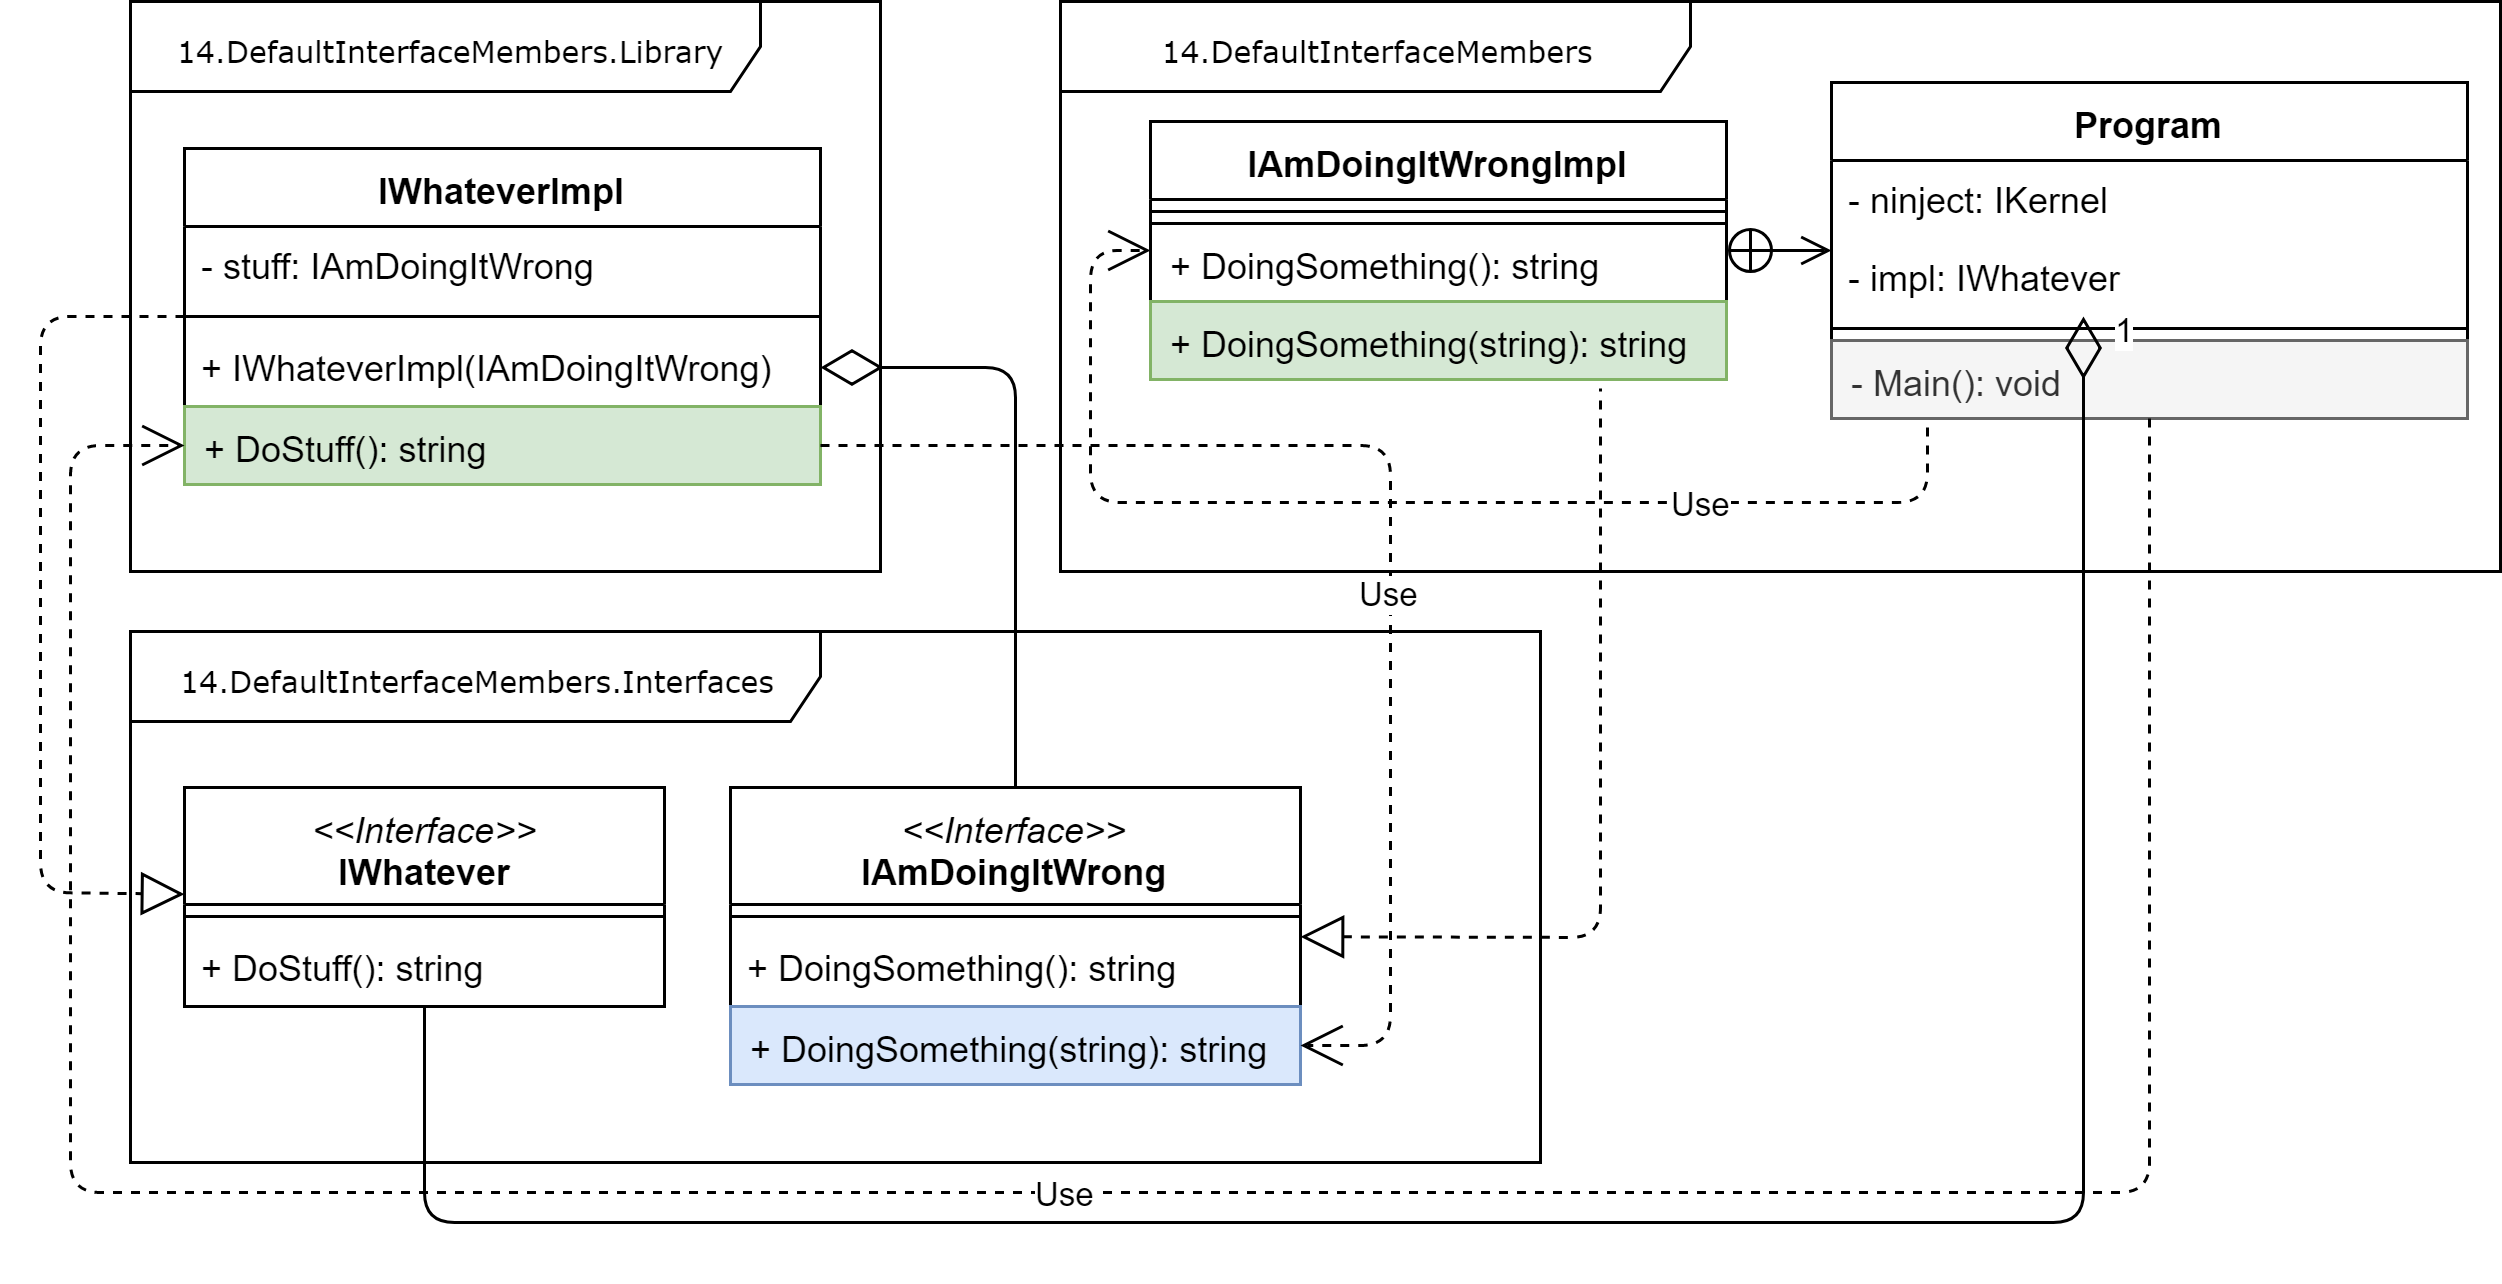 14.DefaultInterfaceMembers.Library
IWhateverImpl
- stuff: IAmDoingItWrong
+ IWhateverImpl(IAmDoingItWrong)
+ DoStuff(): string
14.DefaultInterfaceMembers
IAmDoingItWrongImpl
+ DoingSomething(): string
+ DoingSomething(string): string
Program
- ninject: IKernel
- impl: IWhatever
1
- Main(): void
Use
Use
14.DefaultInterfaceMembers.Interfaces
<<Interface>>
IWhatever
+ DoStuff(): string
<<Interface>>
IAmDoingItWrong
+ DoingSomething(): string
+ DoingSomething(string): string
Use